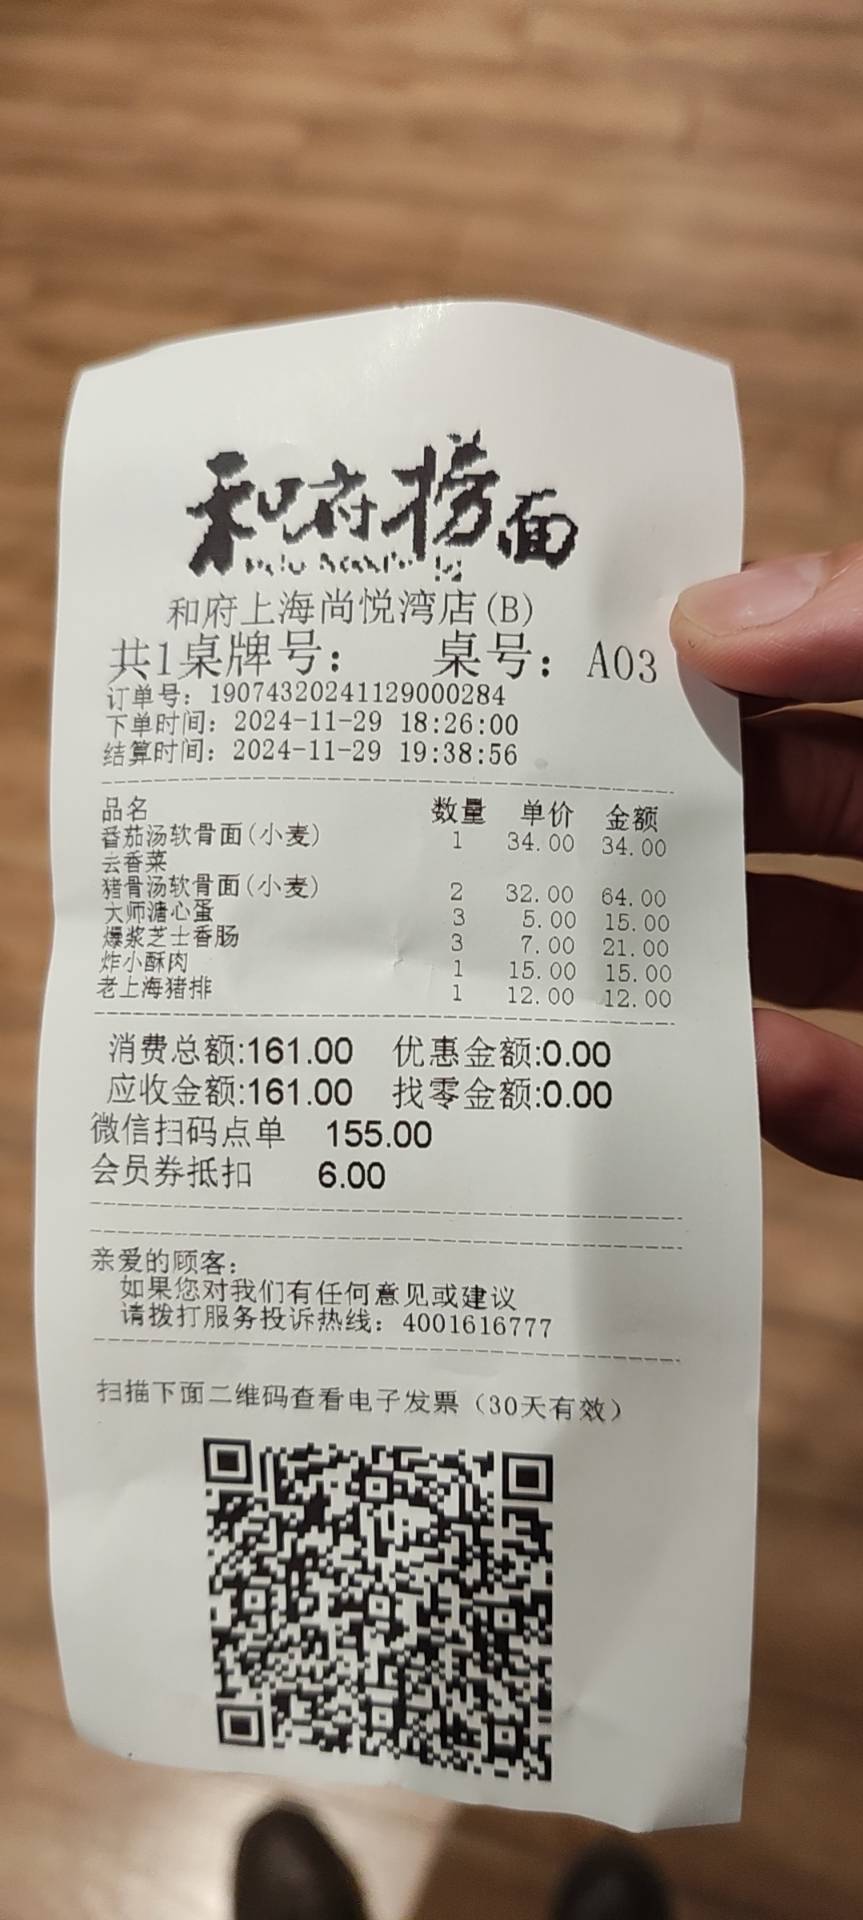 和府捞面
和府上海尚悦湾店(B)
共1桌牌号： 桌号：A03
订单号：19074320241129000284
下单时间：2024-11-29 18:26:00
结算时间：2024-11-29 19:38:56
品名 数量 单价 金额
番茄汤软骨面(小麦) 1 34.00 34.00
云香菜
猪骨汤软骨面(小麦) 2 32.00 64.00
大师溏心蛋 3 5.00 15.00
爆浆芝士香肠 3 7.00 21.00
炸小酥肉 1 15.00 15.00
老上海猪排 1 12.00 12.00
消费总额:161.00 优惠金额:0.00
应收金额:161.00 找零金额:0.00
微信扫码点单 155.00
会员券抵扣 6.00
亲爱的顾客：
如果您对我们有任何意见或建议
请拨打服务投诉热线：4001616777
扫描下面二维码查看电子发票（30天有效）